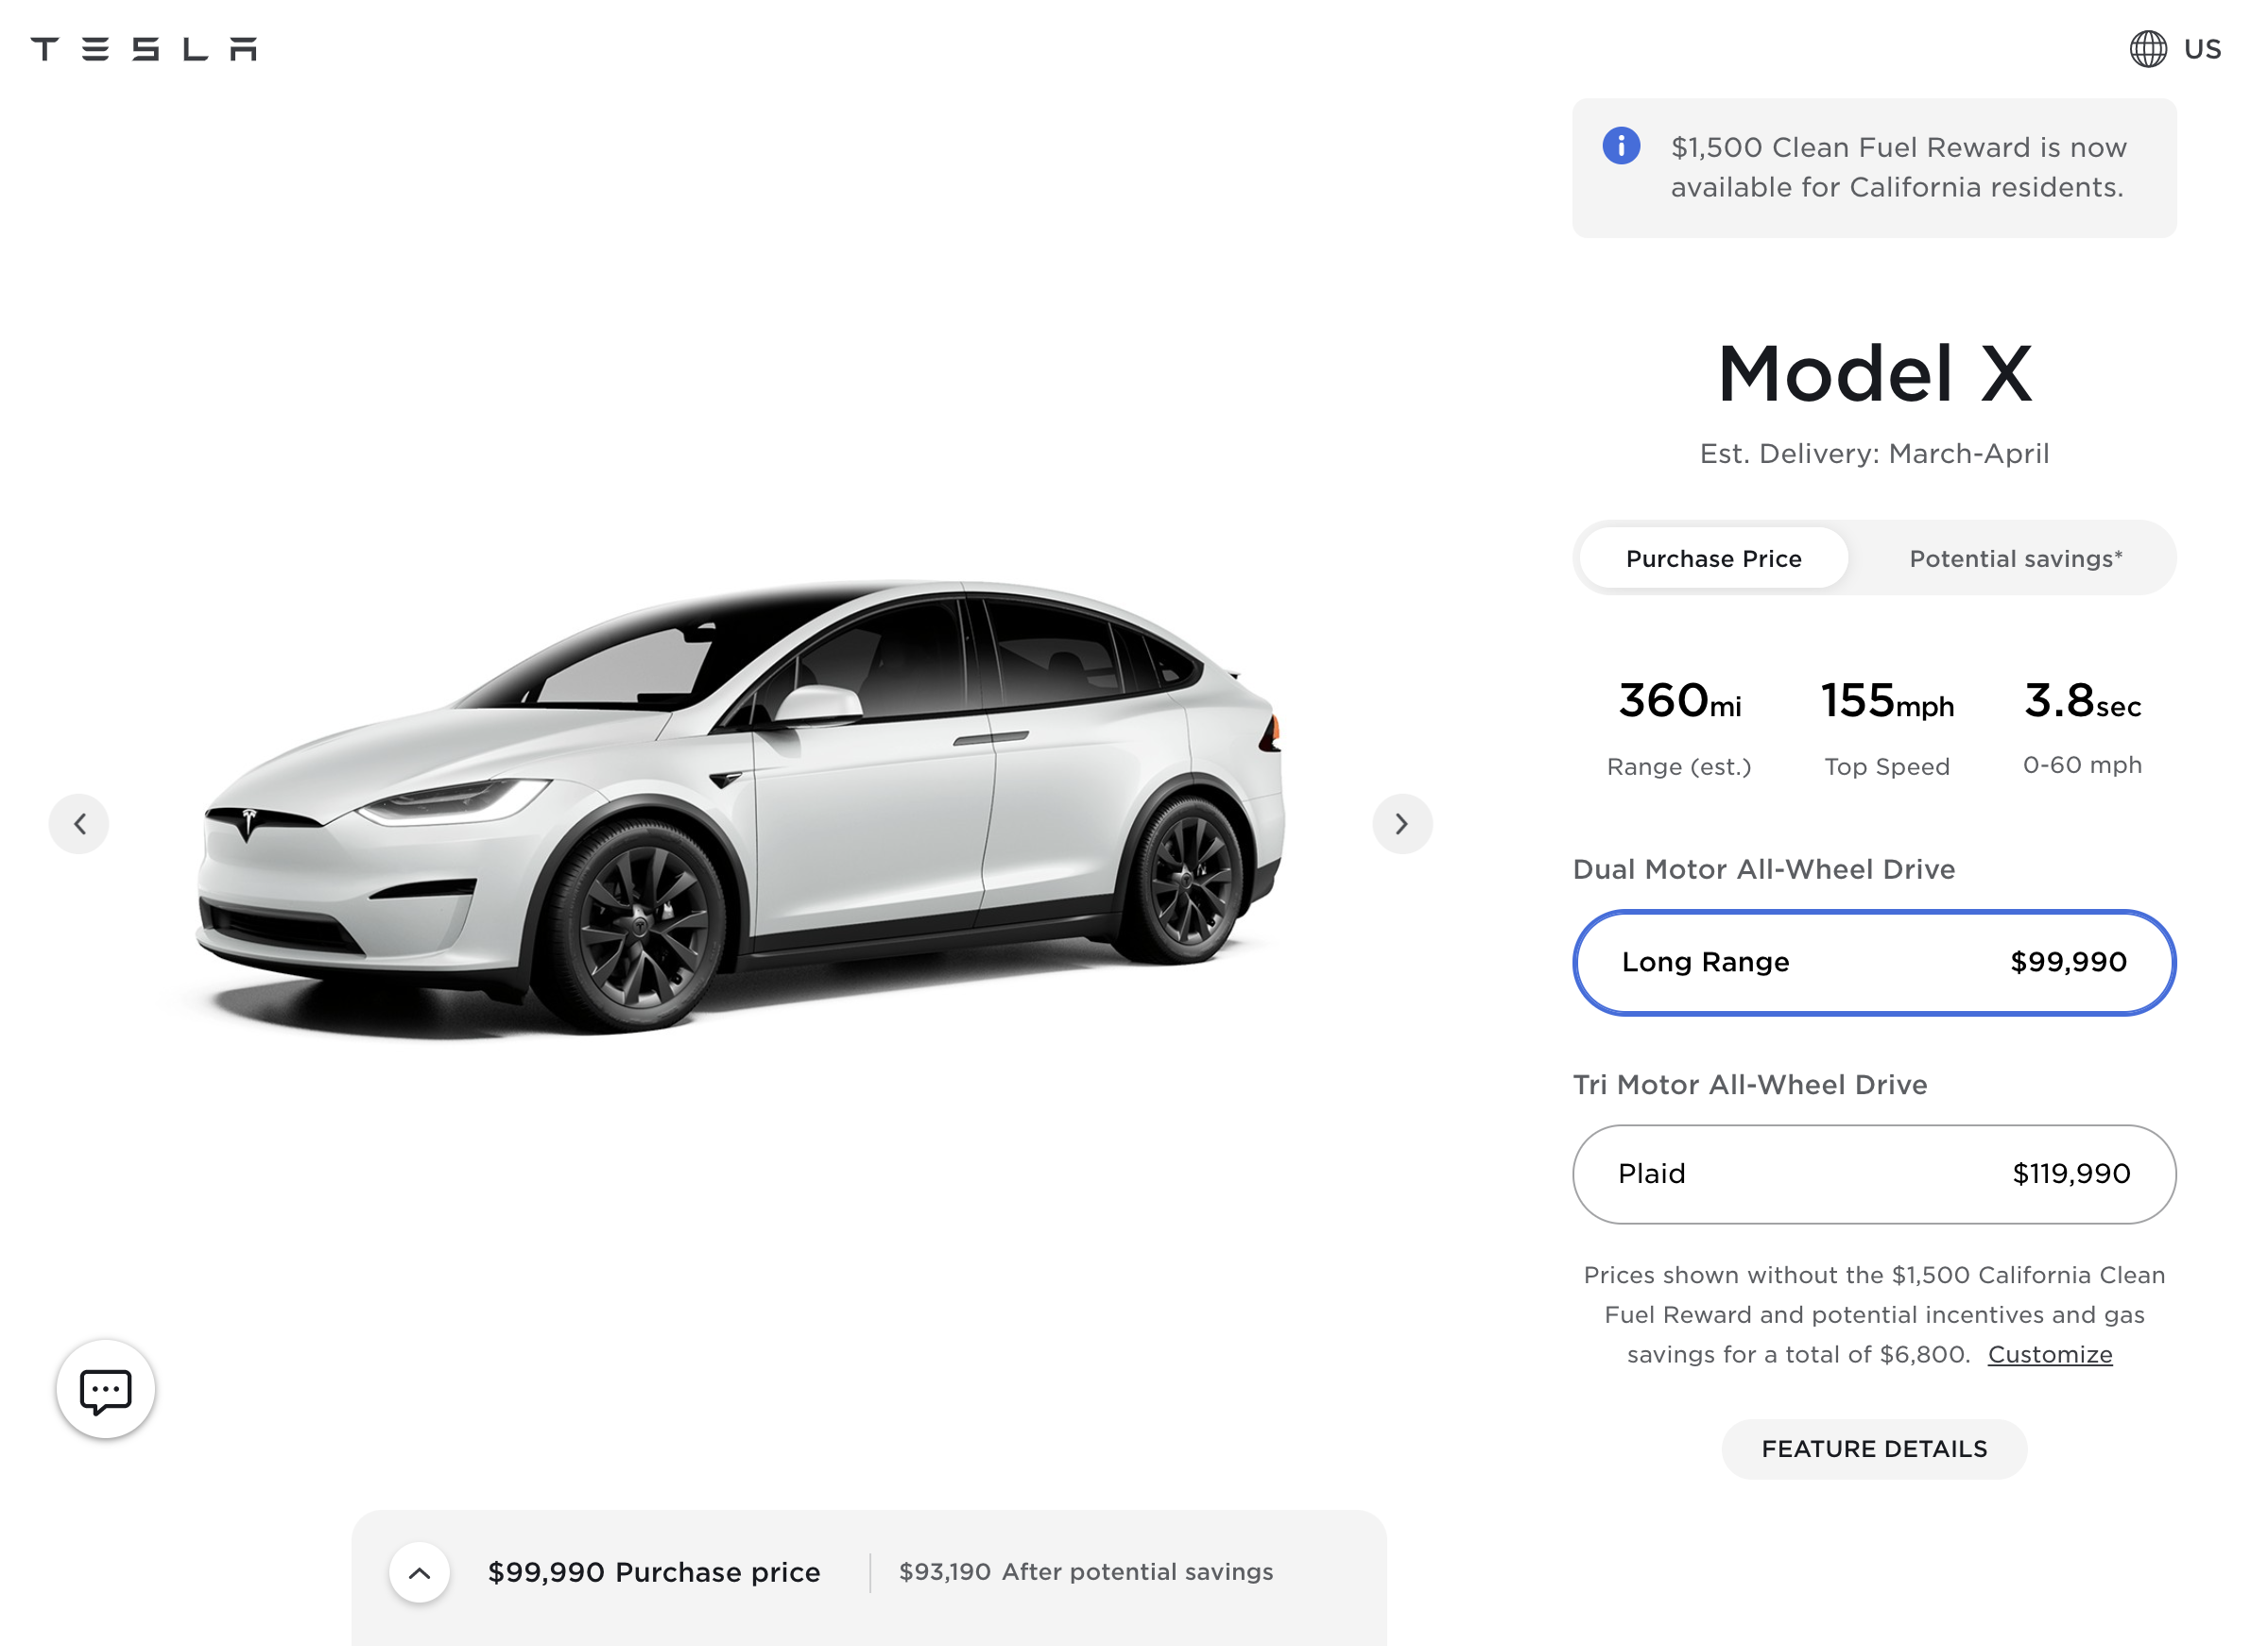 TESLA
US
$1,500 Clean Fuel Reward is now
available for California residents.
Model X
Est. Delivery: March-April
Purchase Price
Potential savings*
360mi
155mph
3.8sec
Range (est.)
Top Speed
0-60 mph
Dual Motor All-Wheel Drive
Long Range
$99,990
Tri Motor All-Wheel Drive
Plaid
$119,990
Prices shown without the $1,500 California Clean
Fuel Reward and potential incentives and gas
savings for a total of $6,800. Customize
FEATURE DETAILS
$99,990 Purchase price
$93,190 After potential savings